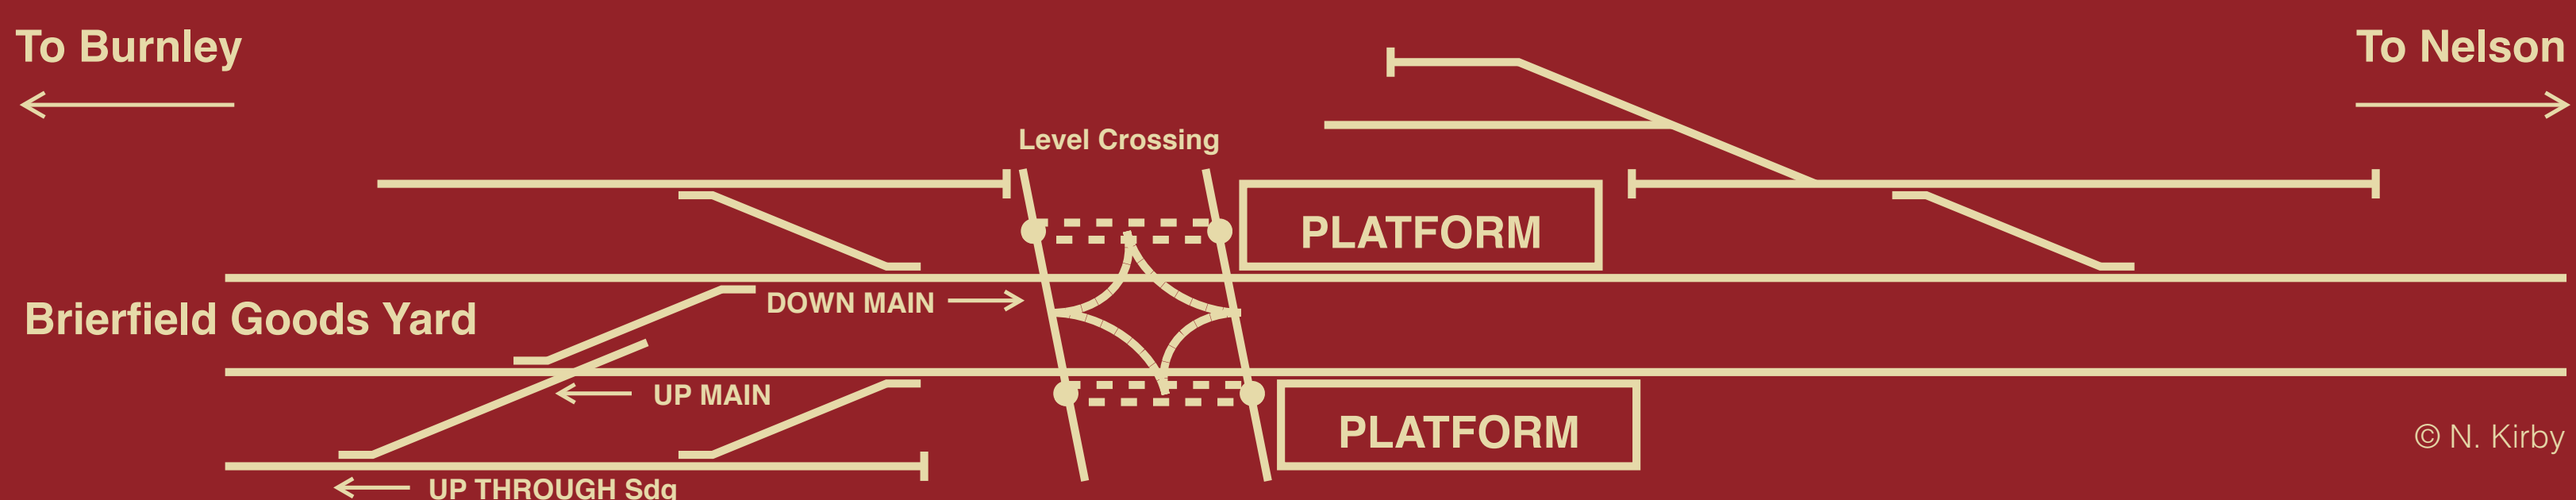 To Burnley
To Nelson
Level Crossing
PLATFORM
DOWN MAIN
Brierfield Goods Yard
UP MAIN
PLATFORM
© N. Kirby
UP THROUGH Sdg